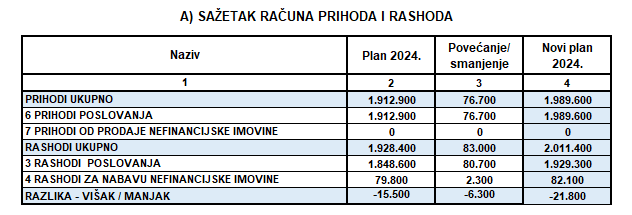 A) SAŽETAK RAČUNA PRIHODA I RASHODA
Naziv Plan 2024. Povećanje/ smanjenje Novi plan 2024.
1 2 3 4
PRIHODI UKUPNO 1.912.900 76.700 1.989.600
6 PRIHODI POSLOVANJA 1.912.900 76.700 1.989.600
7 PRIHODI OD PRODAJE NEFINANCIJSKE IMOVINE 0 0 0
RASHODI UKUPNO 1.928.400 83.000 2.011.400
3 RASHODI POSLOVANJA 1.848.600 80.700 1.929.300
4 RASHODI ZA NABAVU NEFINANCIJSKE IMOVINE 79.800 2.300 82.100
RAZLIKA - VIŠAK / MANJAK -15.500 -6.300 -21.800